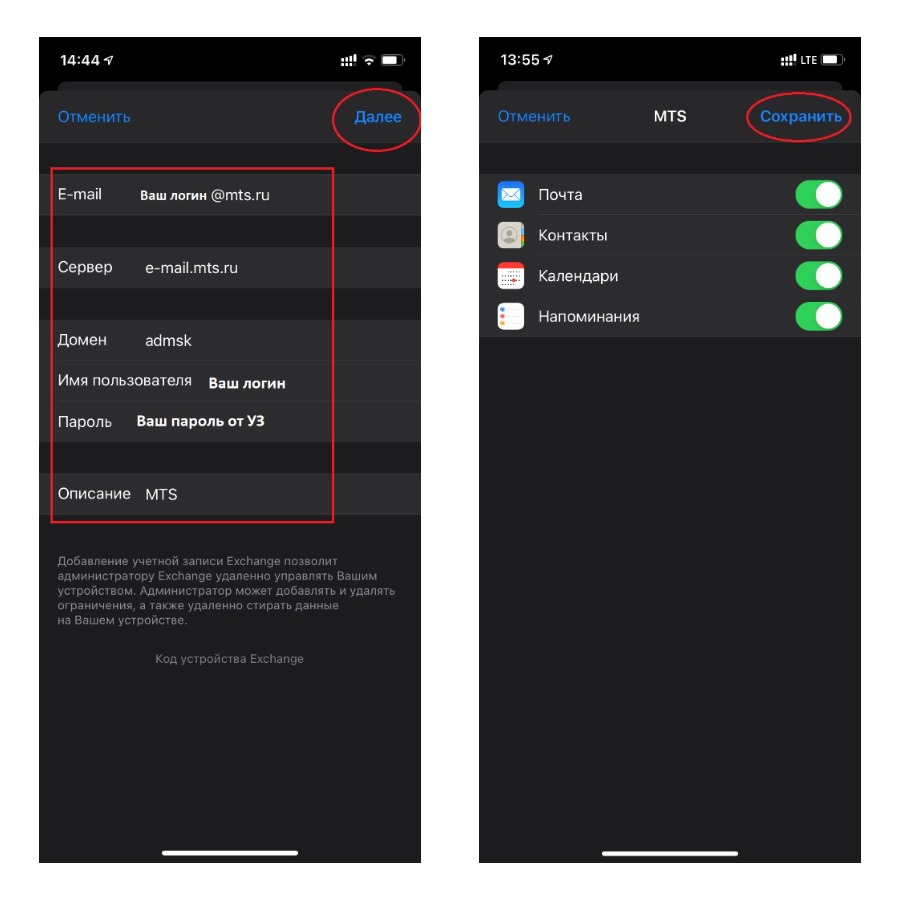 14:44
Отменить
Далее
E-mail Ваш логин @mts.ru
Сервер e-mail.mts.ru
Домен admsk
Имя пользователя Ваш логин
Пароль Ваш пароль от УЗ
Описание MTS
Добавление учетной записи Exchange позволит
администратору Exchange удаленно управлять Вашим
устройством. Администратор может добавлять и удалять
ограничения, а также удаленно стирать данные
на Вашем устройстве.
Код устройства Exchange
13:55 LTE
Отменить MTS Сохранить
Почта
Контакты
Календари
Напоминания